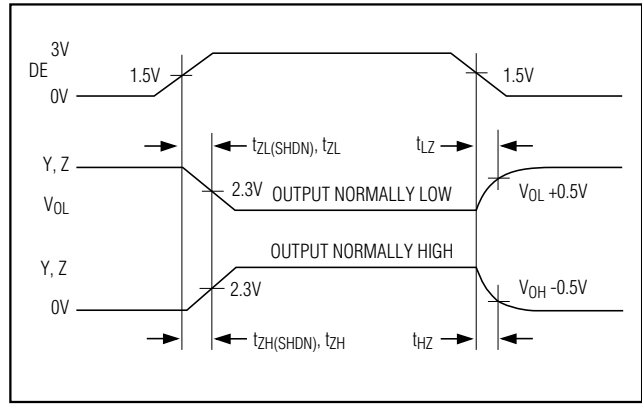 3V
DE
1.5V
1.5V
0V
tZL(SHDN), tZL
tLZ
Y, Z
2.3V
OUTPUT NORMALLY LOW
VOL +0.5V
VOL
OUTPUT NORMALLY HIGH
Y, Z
2.3V
VOH -0.5V
0V
tZH(SHDN), tZH
tHZ